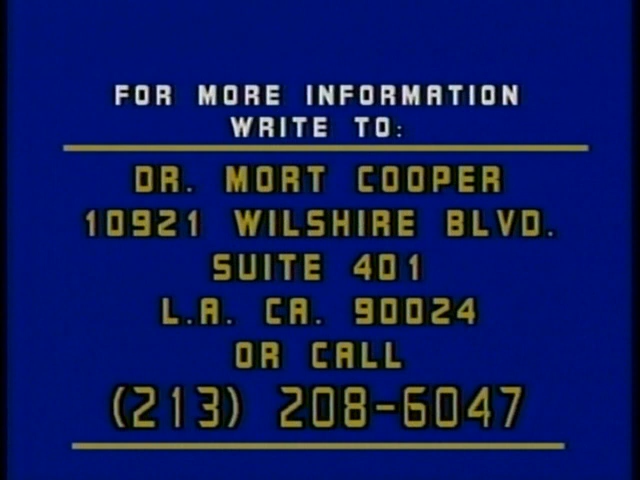 FOR MORE INFORMATION
WRITE TO:
DR. MORT COOPER
10921 WILSHIRE BLVD.
SUITE 401
L.A. CA. 90024
OR CALL
(213) 208-6047